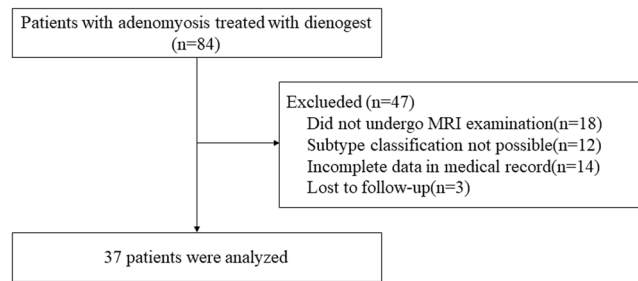 Patients with adenomyosis treated with dienogest
(n=84)
Exclueded (n=47)
Did not undergo MRI examination(n=18)
Subtype classification not possible(n=12)
Incomplete data in medical record(n=14)
Lost to follow-up(n=3)
37 patients were analyzed